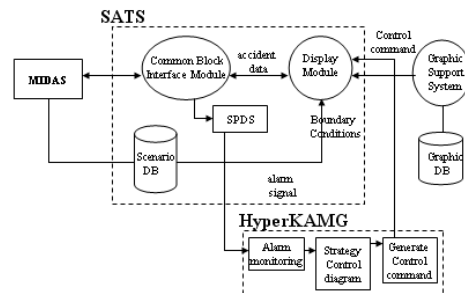 SATS
Control
command
Common Block
Interface Module
accident
data
Display
Module
Graphic
Support
System
MIDAS
SPDS
Boundary
Conditions
Scenario
DB
Graphic
DB
alarm
signal
HyperKAMG
Alarm
monitoring
Strategy
Control
diagram
Generate
Control
command